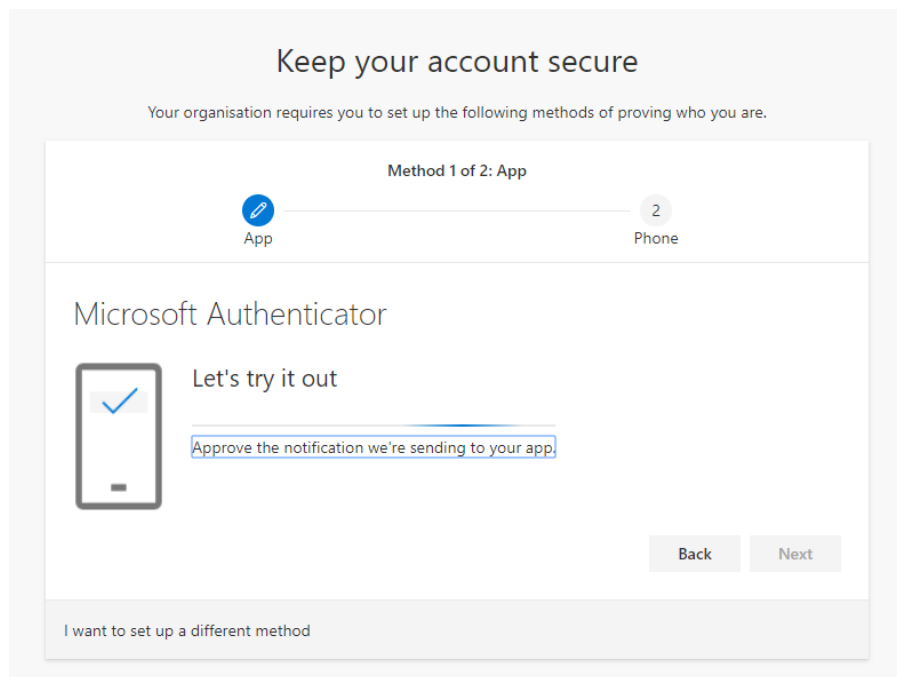 Keep your account secure
Your organisation requires you to set up the following methods of proving who you are.
Method 1 of 2: App
2
App
Phone
Microsoft Authenticator
Let's try it out
Approve the notification we're sending to your app.
Back
Next
I want to set up a different method